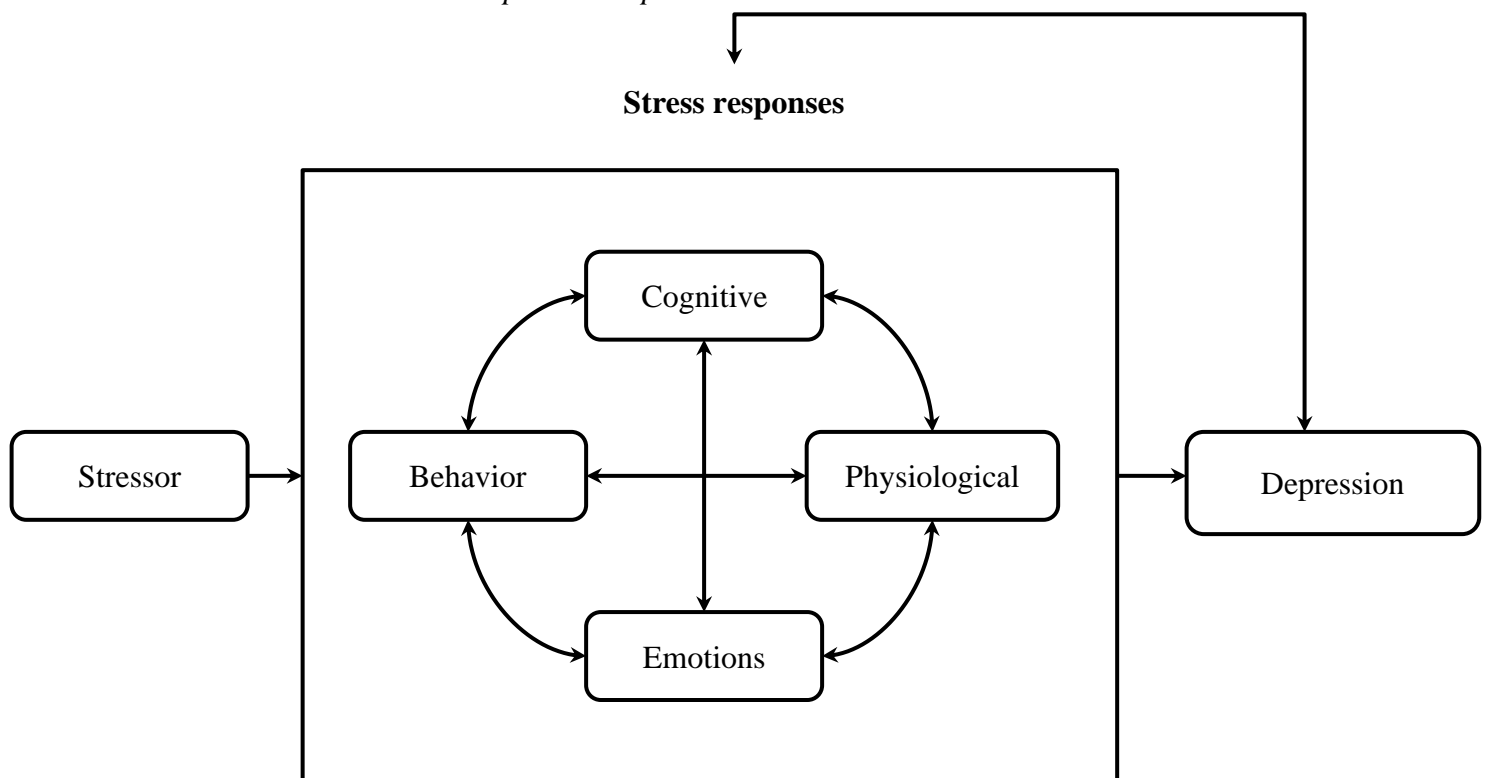 Stress responses
Cognitive
Stressor
Behavior
Physiological
Depression
Emotions